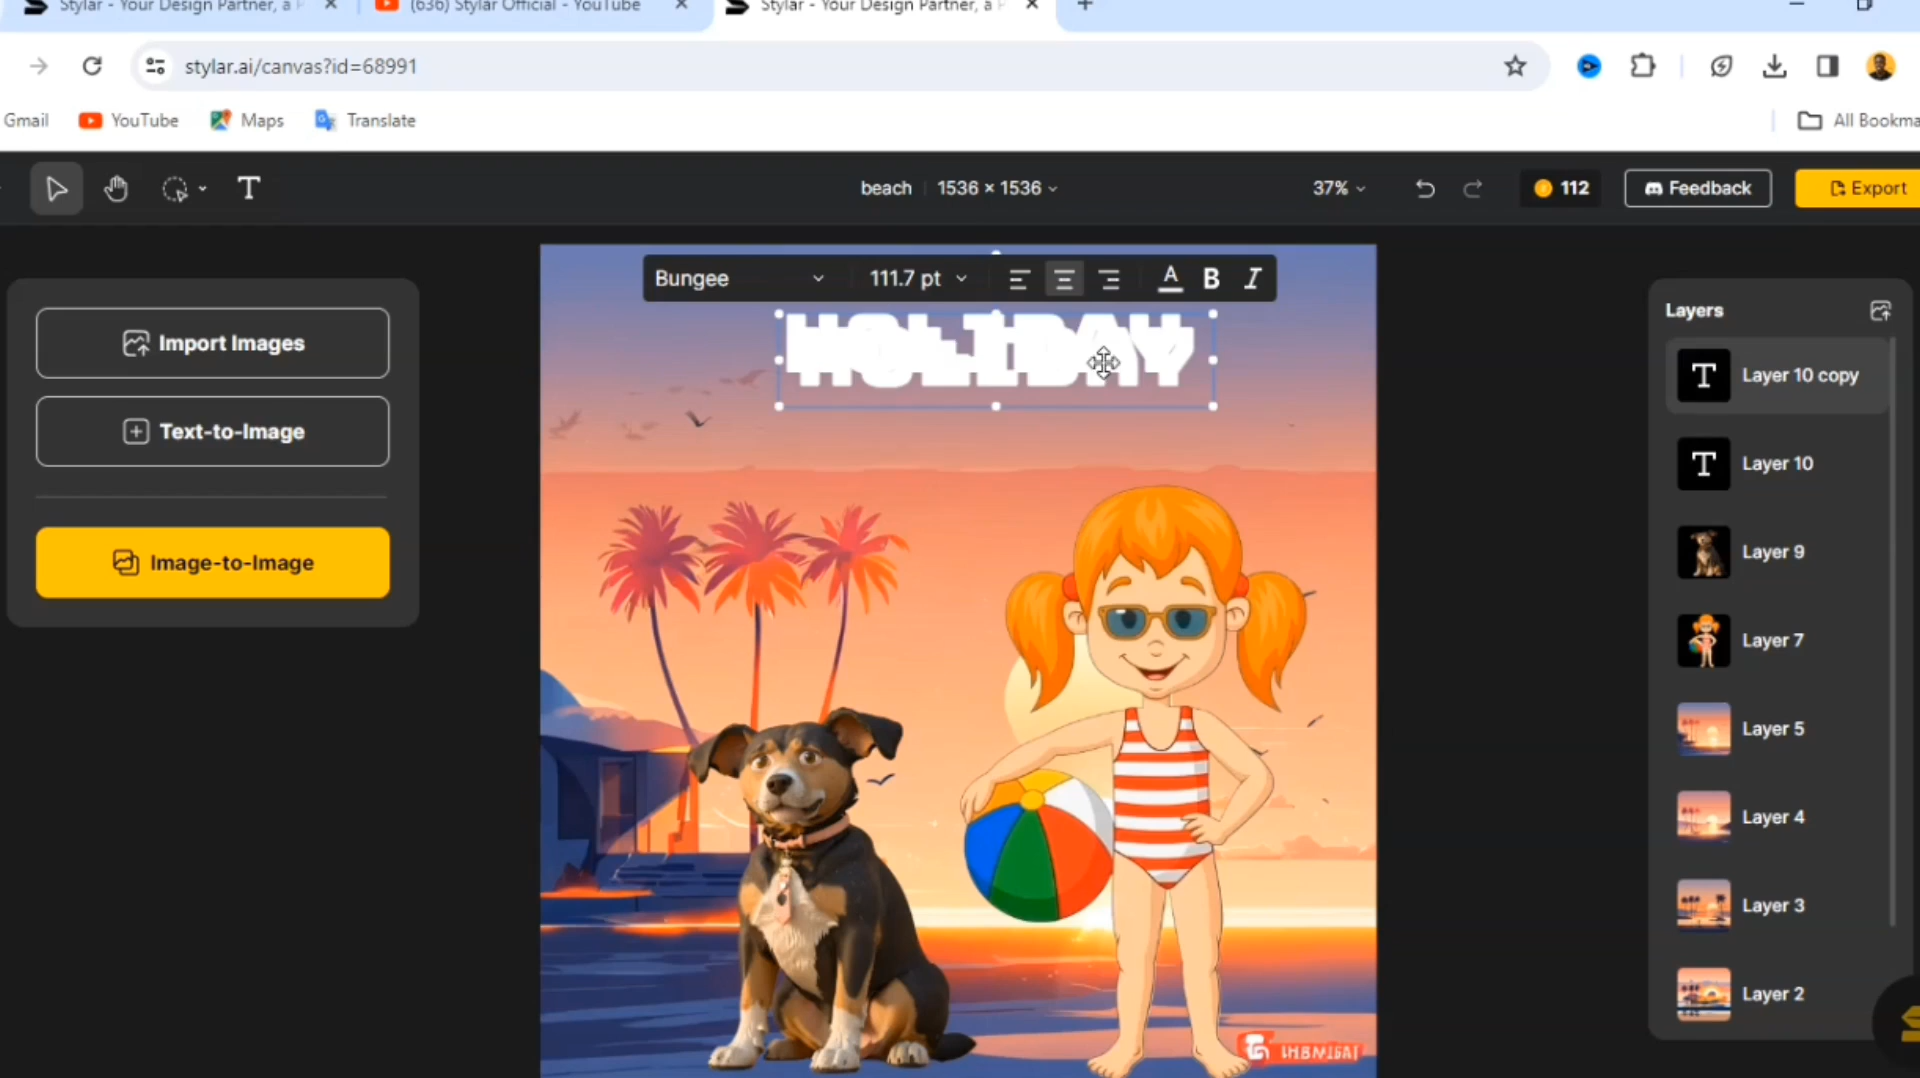 Stylar - Your Design Partner, a
(636) Stylar Official - YouTube
Stylar - Your Design Partner, a
stylar.ai/canvas?id=68991
Gmail YouTube Maps Translate All Bookma
T beach 1536 × 1536 37% 112 Feedback Export
Bungee 111.7 pt A B I
HOLIDAY
Import Images
Text-to-Image
Image-to-Image
Layers
T Layer 10 copy
T Layer 10
Layer 9
Layer 7
Layer 5
Layer 4
Layer 3
Layer 2